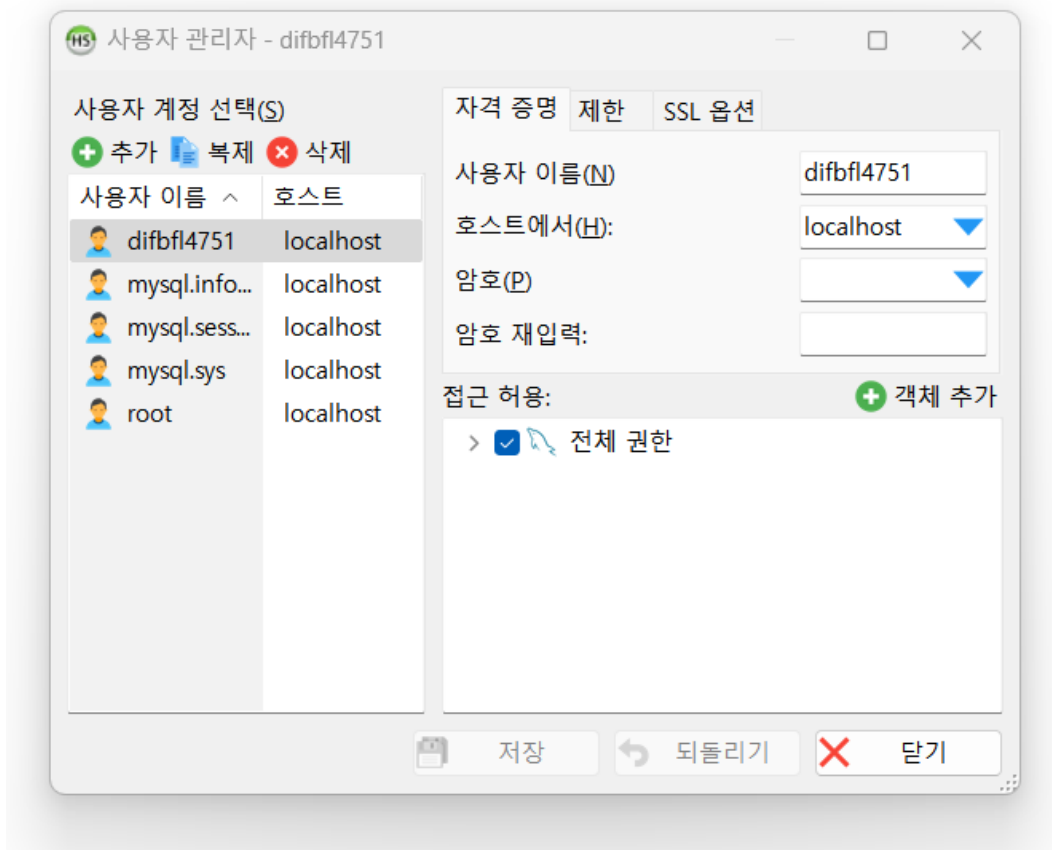 HS 사용자 관리자 - difbfl4751
사용자 계정 선택(S)
추가 복제 삭제
사용자 이름 호스트
difbfl4751 localhost
mysql.info... localhost
mysql.sess... localhost
mysql.sys localhost
root localhost
자격 증명 제한 SSL 옵션
사용자 이름(N) difbfl4751
호스트에서(H): localhost
암호(P)
암호 재입력:
접근 허용: 객체 추가
전체 권한
저장 되돌리기 닫기